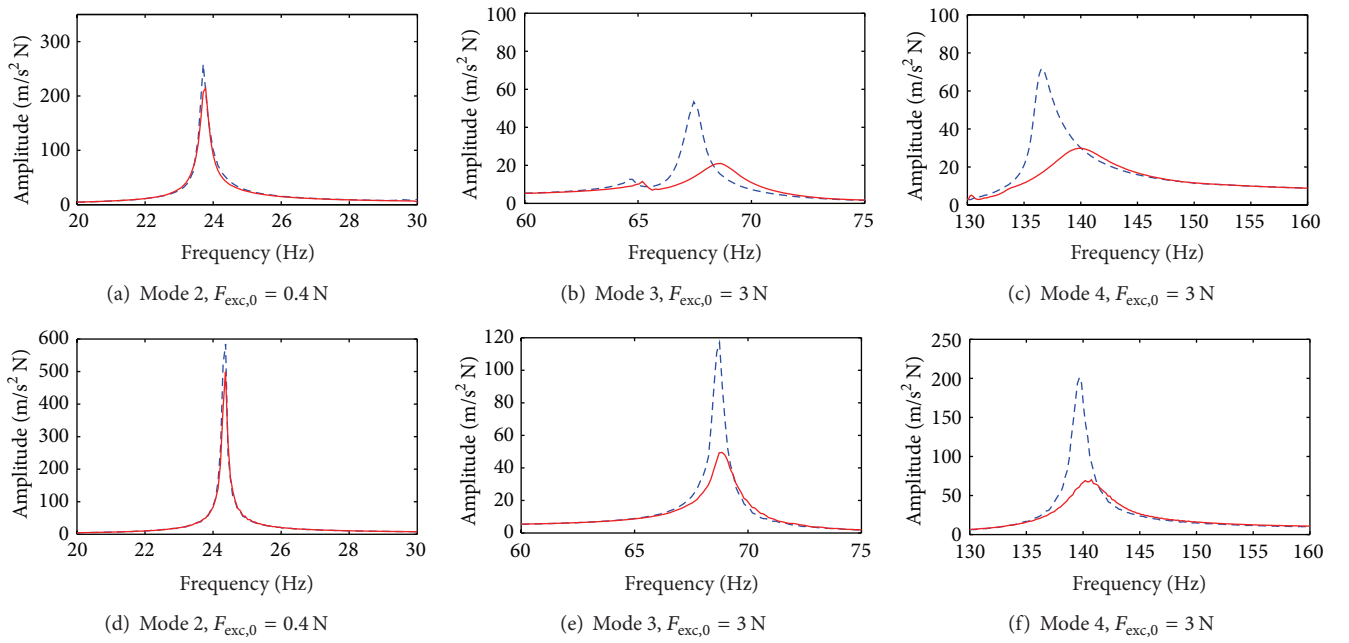 Amplitude (m/s² N)
300
200
100
0
20 22 24 26 28 30
Frequency (Hz)
(a) Mode 2, F_exc,0 = 0.4 N
Amplitude (m/s² N)
100
80
60
40
20
0
60 65 70 75
Frequency (Hz)
(b) Mode 3, F_exc,0 = 3 N
Amplitude (m/s² N)
100
80
60
40
20
0
130 135 140 145 150 155 160
Frequency (Hz)
(c) Mode 4, F_exc,0 = 3 N
Amplitude (m/s² N)
600
500
400
300
200
100
0
20 22 24 26 28 30
Frequency (Hz)
(d) Mode 2, F_exc,0 = 0.4 N
Amplitude (m/s² N)
120
100
80
60
40
20
0
60 65 70 75
Frequency (Hz)
(e) Mode 3, F_exc,0 = 3 N
Amplitude (m/s² N)
250
200
150
100
50
0
130 135 140 145 150 155 160
Frequency (Hz)
(f) Mode 4, F_exc,0 = 3 N